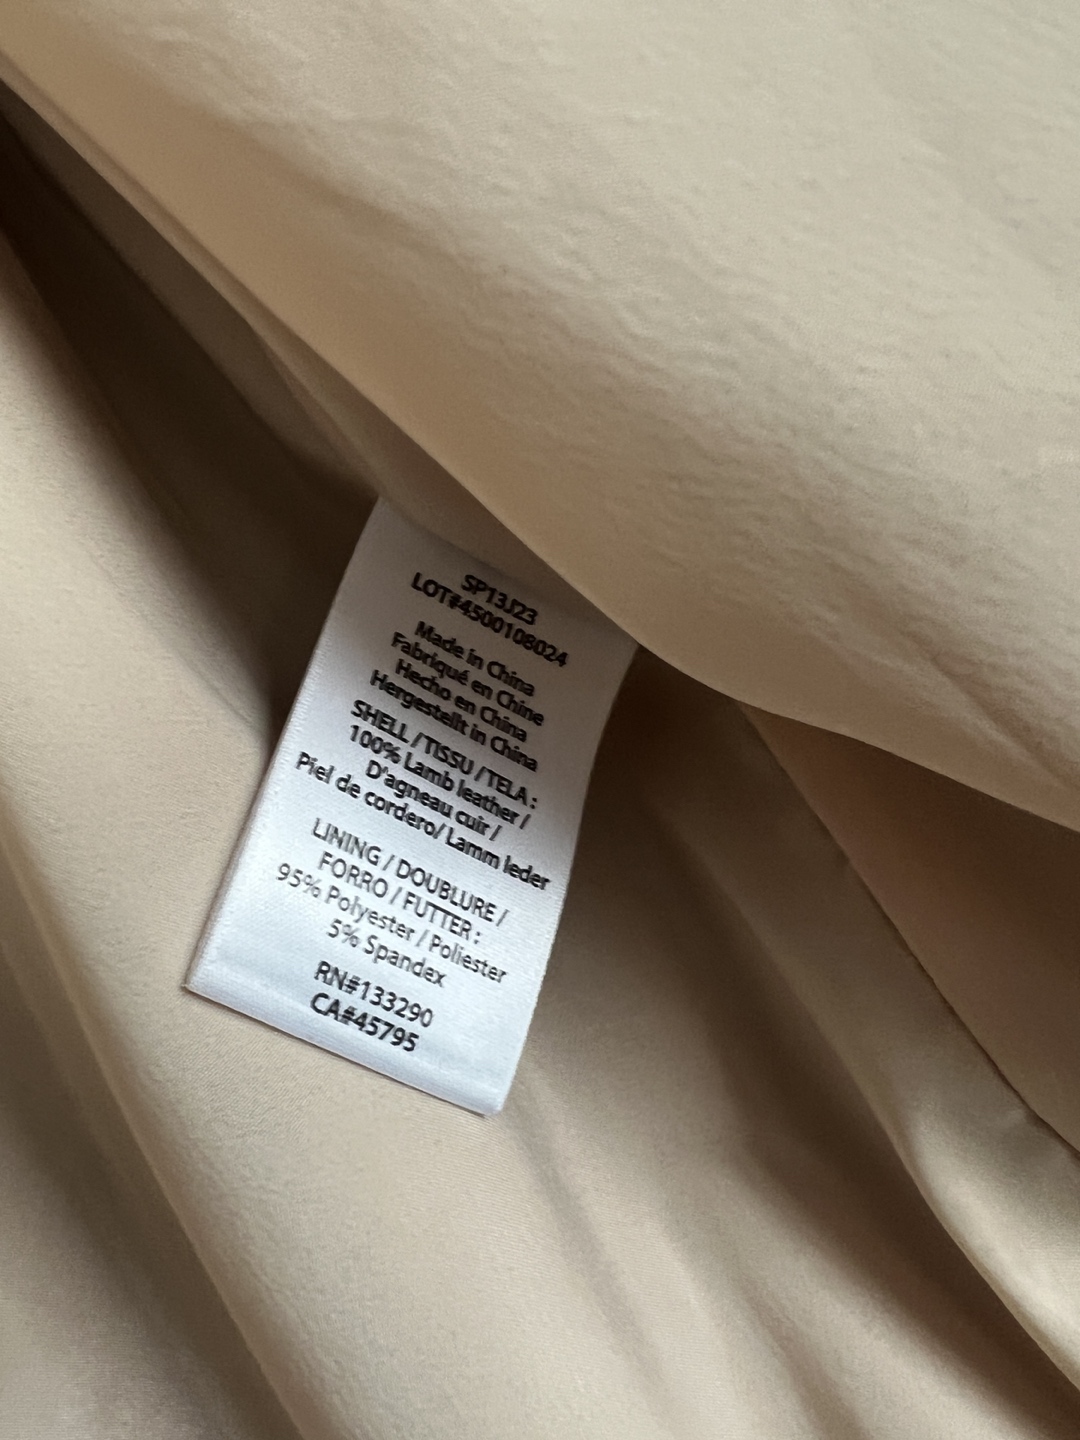 SP13J23
LOT#4500108024
Made in China
Fabriqué en Chine
Hecho en China
Hergestellt in China
SHELL / TISSU / TELA :
100% Lamb leather /
D'agneau cuir /
Piel de cordero/ Lamm leder
LINING / DOUBLURE /
FORRO / FUTTER :
95% Polyester / Poliester
5% Spandex
RN#133290
CA#45795